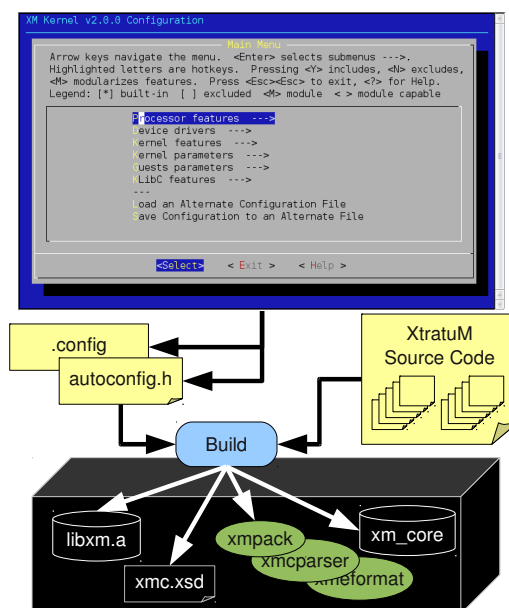 XM Kernel v2.0.0 Configuration
Main Menu
Arrow keys navigate the menu. <Enter> selects submenus --->.
Highlighted letters are hotkeys. Pressing <Y> includes, <N> excludes,
<M> modularizes features. Press <Esc><Esc> to exit, <?> for Help.
Legend: [*] built-in [ ] excluded <M> module < > module capable
Processor features --->
Device drivers --->
Kernel features --->
Kernel parameters --->
Guests parameters --->
KLibC features --->
---
Load an Alternate Configuration File
Save Configuration to an Alternate File
<Select> < Exit > < Help >
.config
autoconfig.h
XtratuM
Source Code
Build
libxm.a
xmc.xsd
xmpack
xmcparser
xmeformat
xm_core